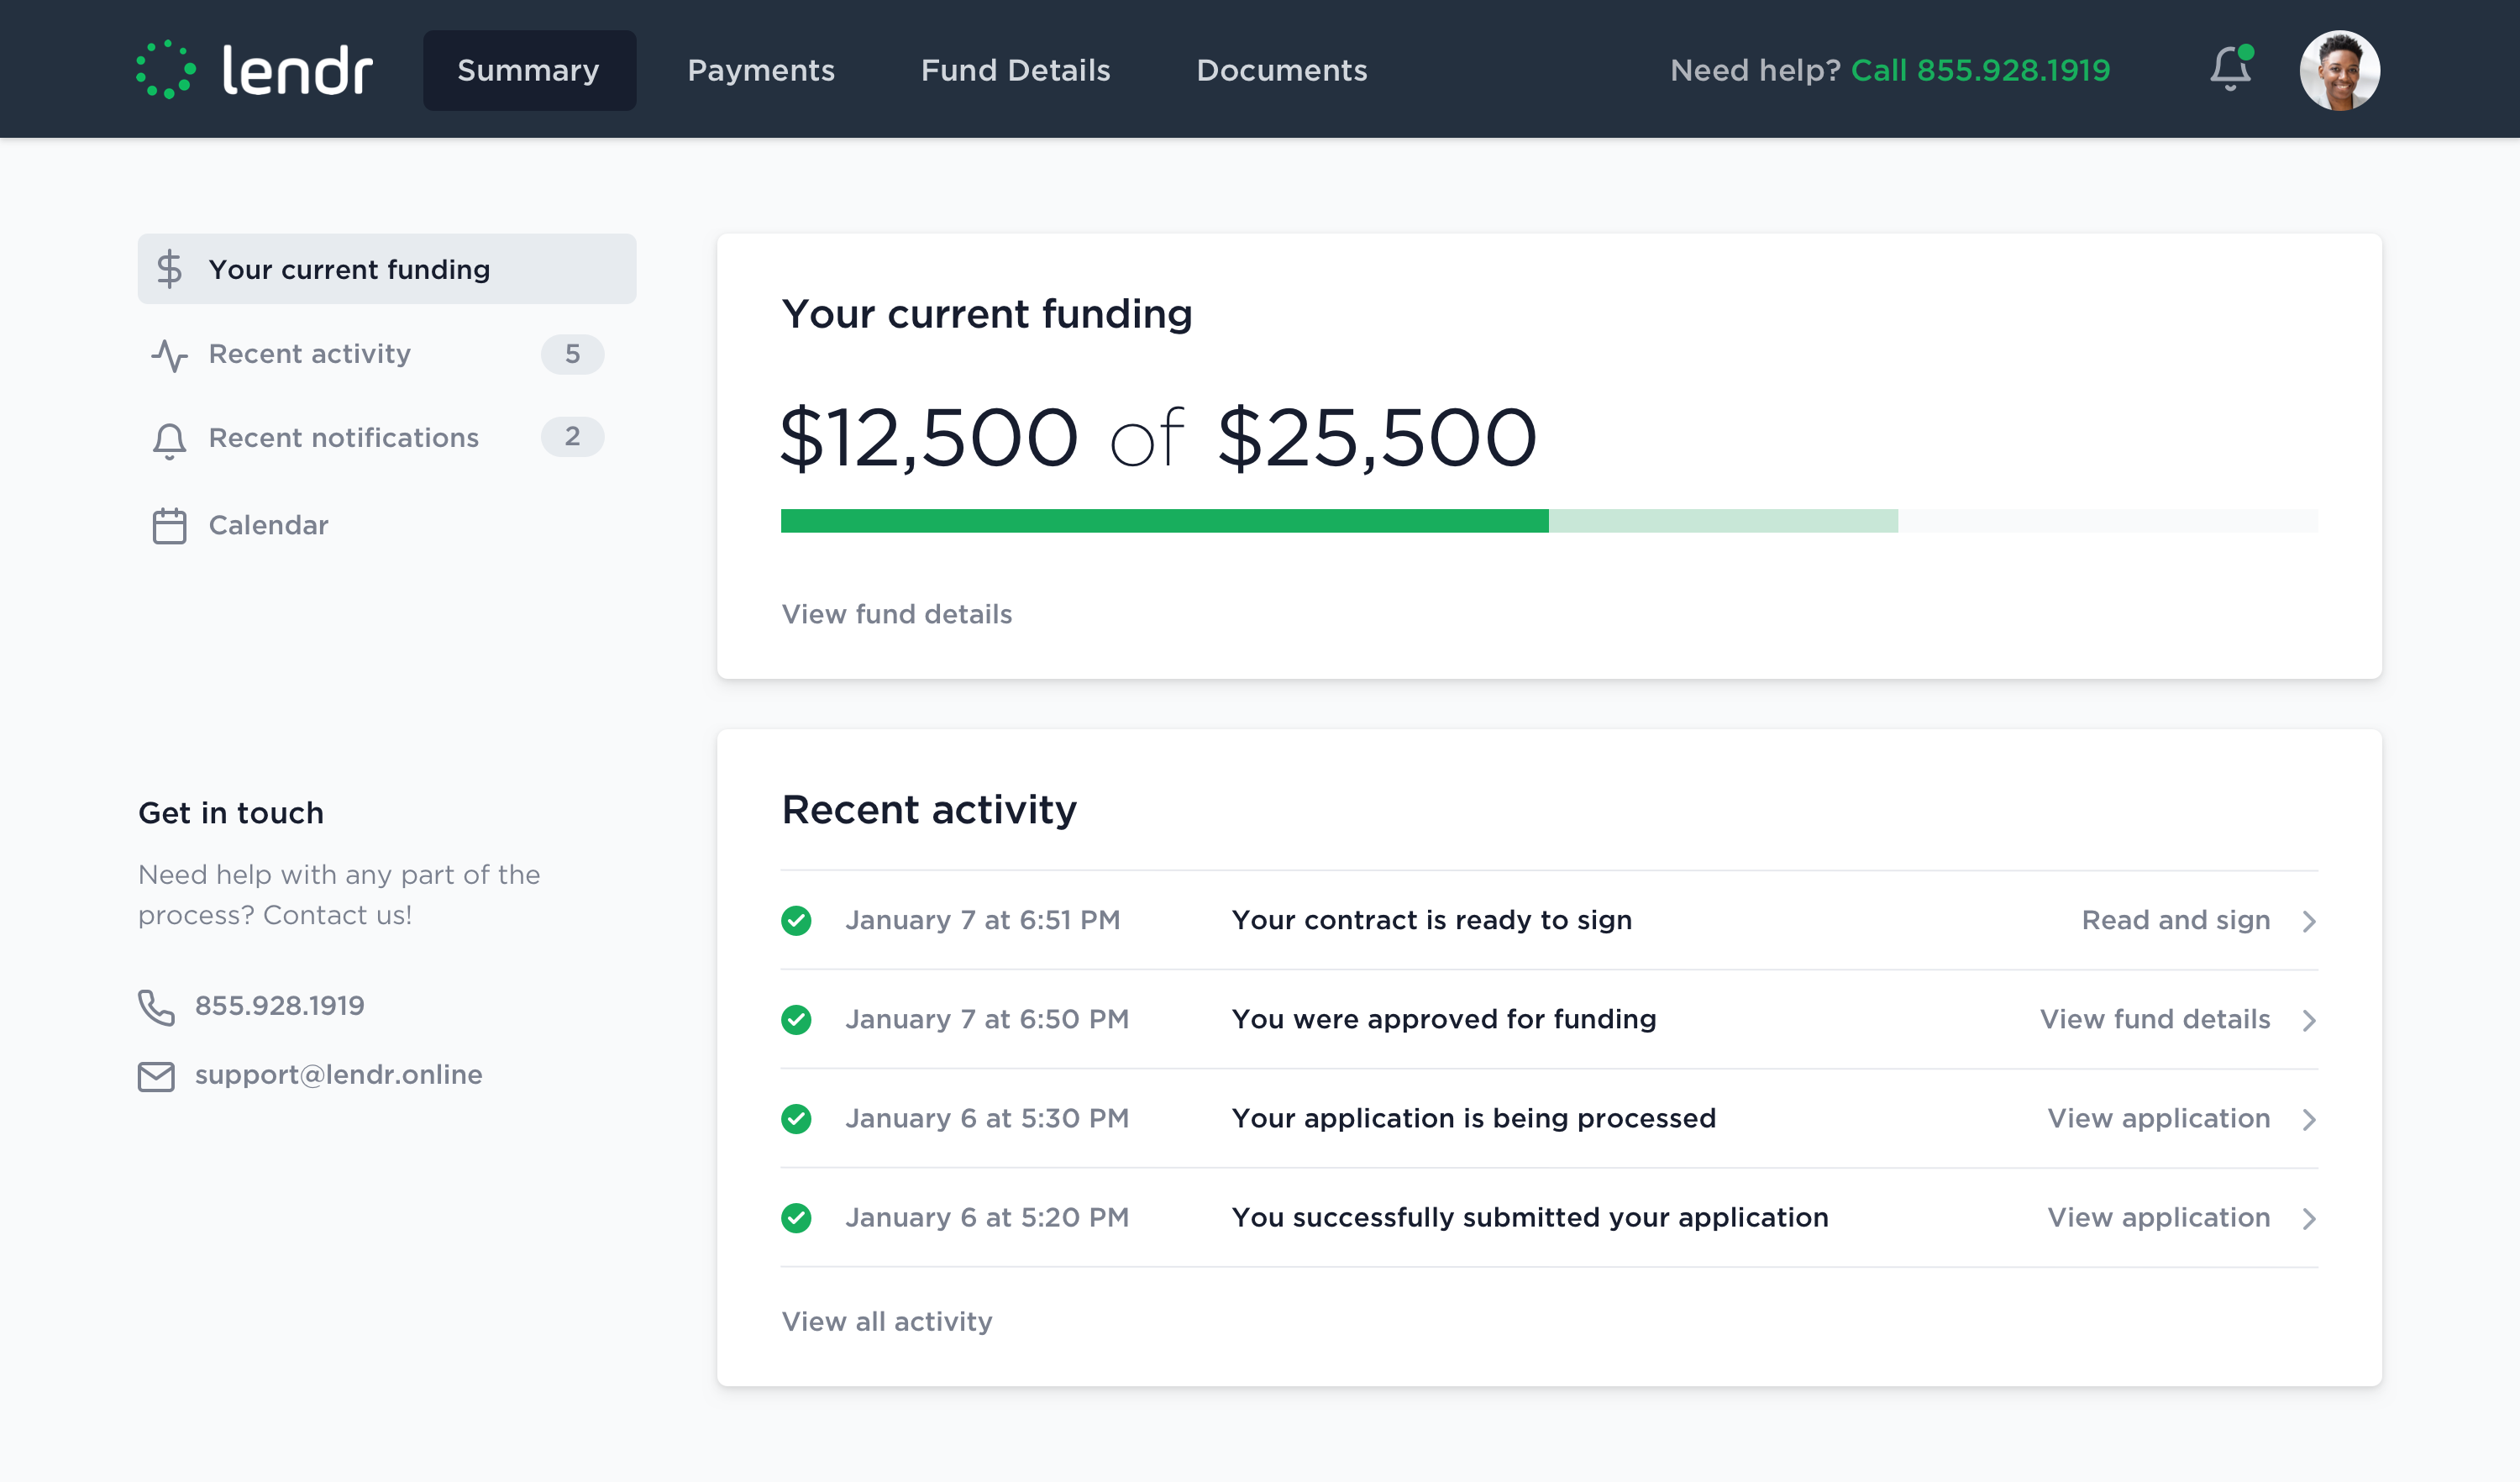 lendr
Summary
Payments
Fund Details
Documents
Need help? Call 855.928.1919
Your current funding
Recent activity
5
Recent notifications
2
Calendar
Get in touch
Need help with any part of the
process? Contact us!
855.928.1919
support@lendr.online
Your current funding
$12,500 of $25,500
View fund details
Recent activity
January 7 at 6:51 PM Your contract is ready to sign Read and sign
January 7 at 6:50 PM You were approved for funding View fund details
January 6 at 5:30 PM Your application is being processed View application
January 6 at 5:20 PM You successfully submitted your application View application
View all activity